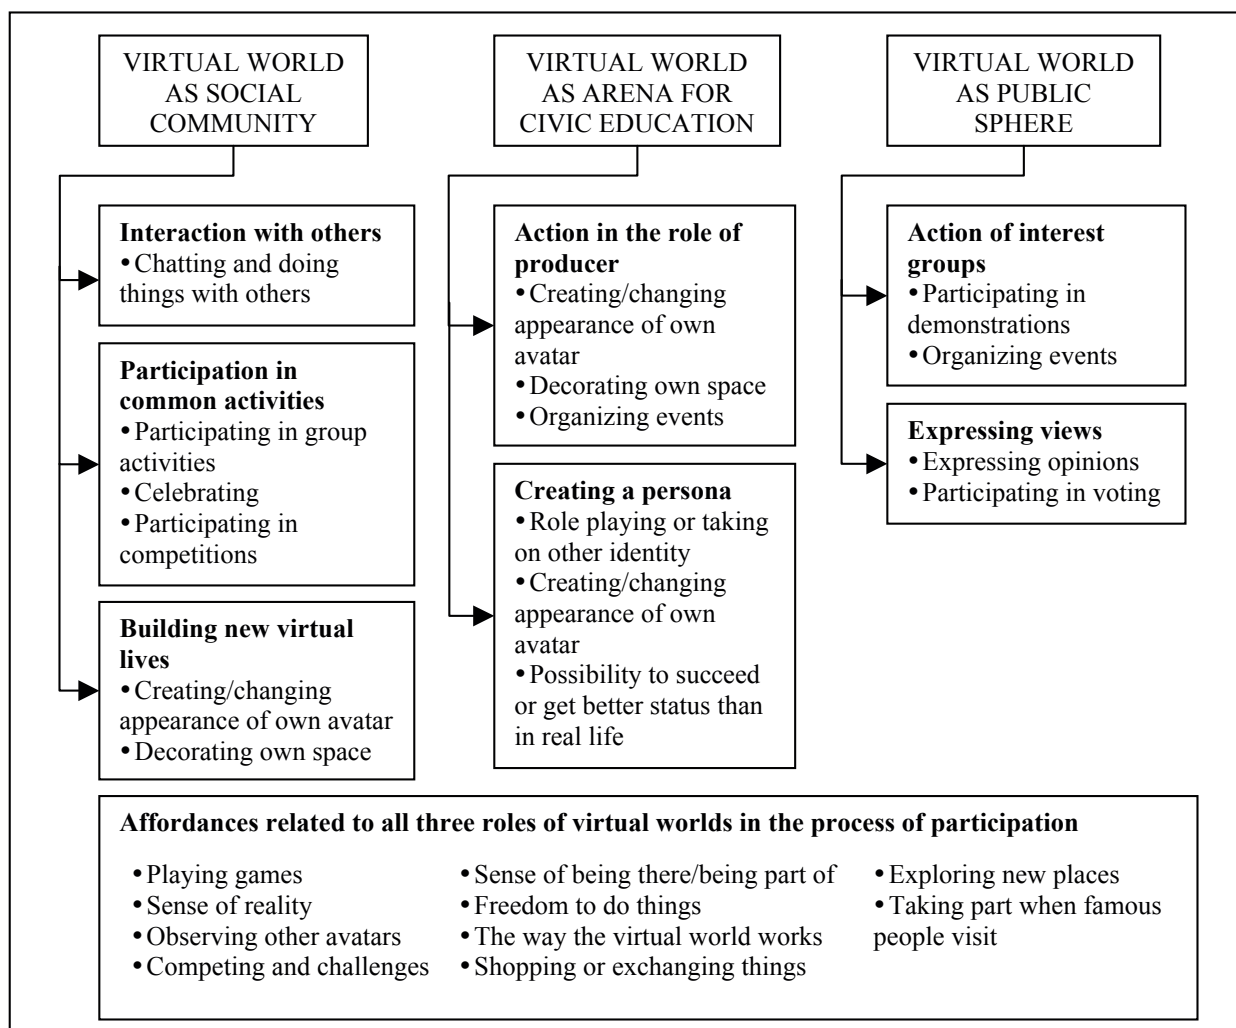 VIRTUAL WORLD
AS SOCIAL
COMMUNITY
Interaction with others
•Chatting and doing
things with others
Participation in
common activities
•Participating in group
activities
•Celebrating
•Participating in
competitions
Building new virtual
lives
•Creating/changing
appearance of own avatar
•Decorating own space
VIRTUAL WORLD
AS ARENA FOR
CIVIC EDUCATION
Action in the role of
producer
•Creating/changing
appearance of own
avatar
•Decorating own space
•Organizing events
Creating a persona
•Role playing or taking
on other identity
•Creating/changing
appearance of own
avatar
•Possibility to succeed
or get better status than
in real life
VIRTUAL WORLD
AS PUBLIC
SPHERE
Action of interest
groups
•Participating in
demonstrations
•Organizing events
Expressing views
•Expressing opinions
•Participating in voting
Affordances related to all three roles of virtual worlds in the process of participation
•Playing games
•Sense of reality
•Observing other avatars
•Competing and challenges
•Sense of being there/being part of
•Freedom to do things
•The way the virtual world works
•Shopping or exchanging things
•Exploring new places
•Taking part when famous
people visit